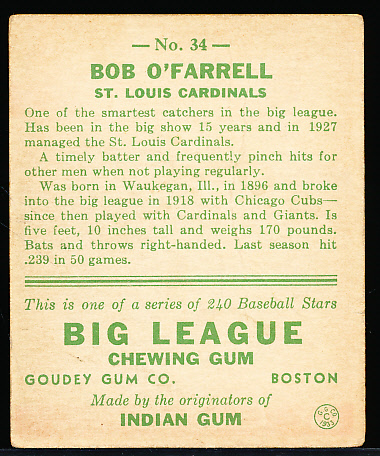 — No. 34 —
BOB O'FARRELL
ST. LOUIS CARDINALS
One of the smartest catchers in the big league.
Has been in the big show 15 years and in 1927
managed the St. Louis Cardinals.
A timely batter and frequently pinch hits for
other men when not playing regularly.
Was born in Waukegan, Ill., in 1896 and broke
into the big league in 1918 with Chicago Cubs—
since then played with Cardinals and Giants. Is
five feet, 10 inches tall and weighs 170 pounds.
Bats and throws right-handed. Last season hit
.239 in 50 games.
This is one of a series of 240 Baseball Stars
BIG LEAGUE
CHEWING GUM
GOUDEY GUM CO. BOSTON
Made by the originators of
INDIAN GUM
G. G. CO.
C
1933